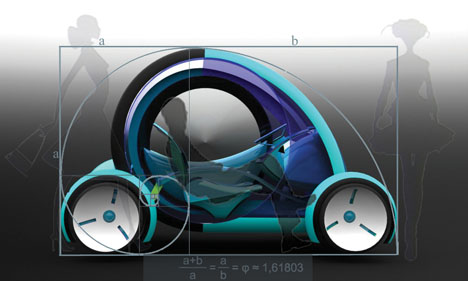 a b
a
a+b / a = a / b = φ ≈ 1,61803